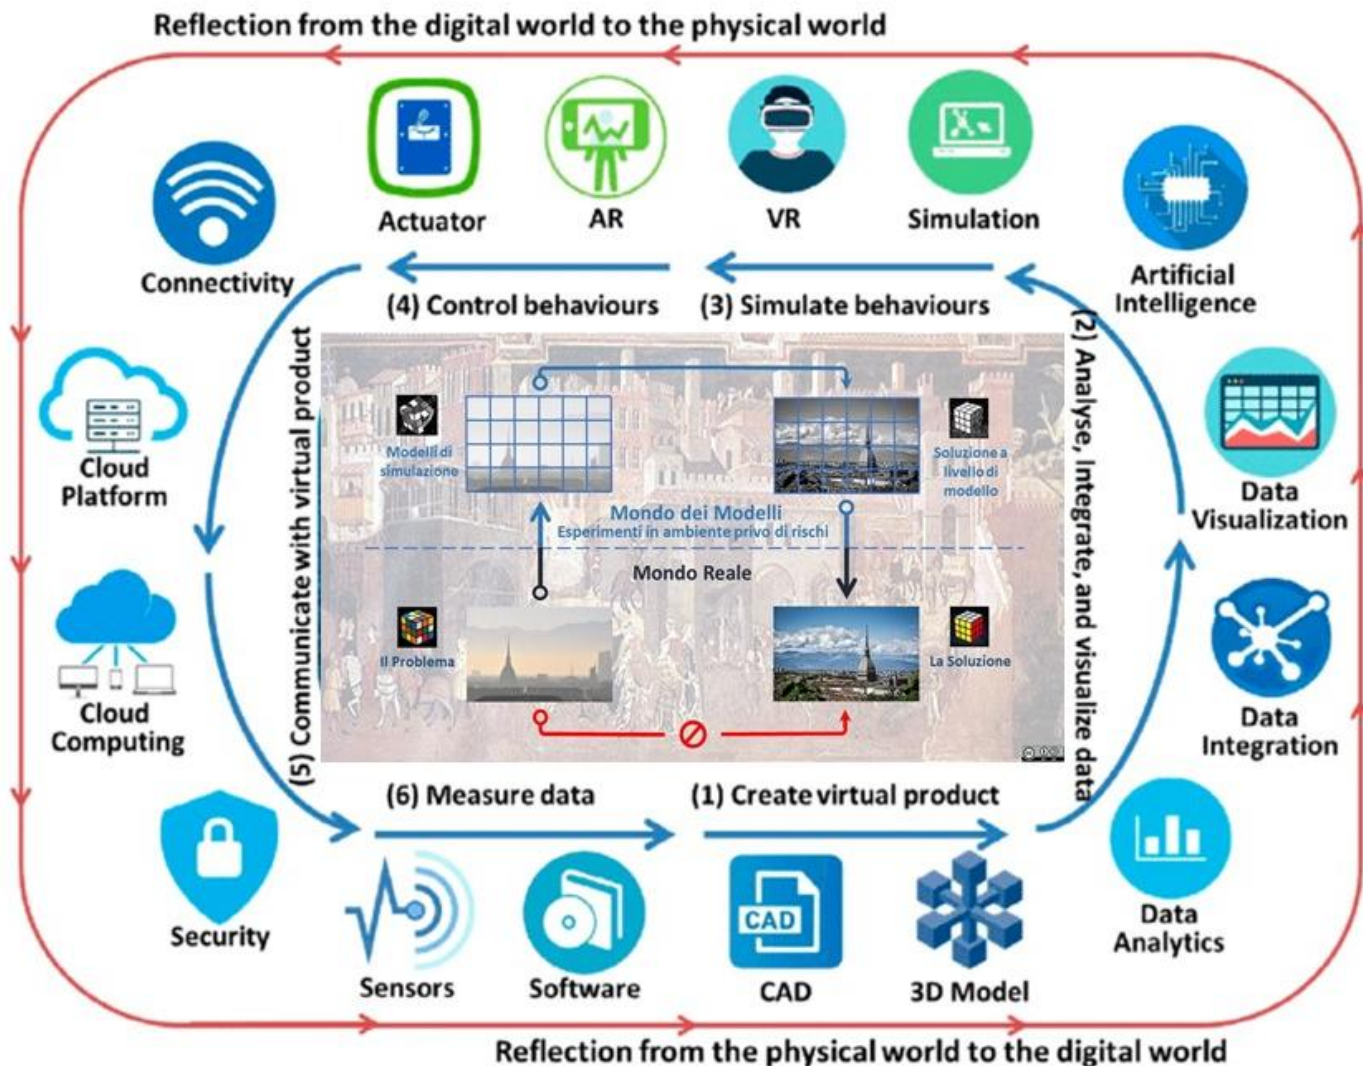 Reflection from the digital world to the physical world
Actuator
AR
VR
Simulation
Connectivity
Artificial
Intelligence
(4) Control behaviours
(3) Simulate behaviours
(5) Communicate with virtual product
(2) Analyse, Integrate, and visualize data
Cloud
Platform
Data
Visualization
Modelli di
simulazione
Soluzione a
livello di
modello
Mondo dei Modelli
Esperimenti in ambiente privo di rischi
Mondo Reale
Il Problema
La Soluzione
Cloud
Computing
Data
Integration
(6) Measure data
(1) Create virtual product
Security
Sensors
Software
CAD
CAD
3D Model
Data
Analytics
Reflection from the physical world to the digital world